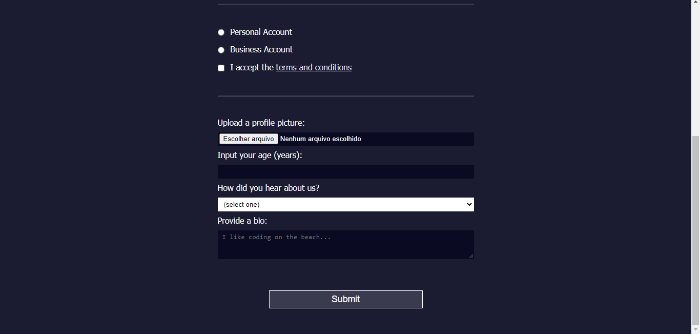 Personal Account
Business Account
I accept the terms and conditions
Upload a profile picture:
Escolher arquivo Nenhum arquivo escolhido
Input your age (years):
How did you hear about us?
(select one)
Provide a bio:
I like coding on the beach...
Submit